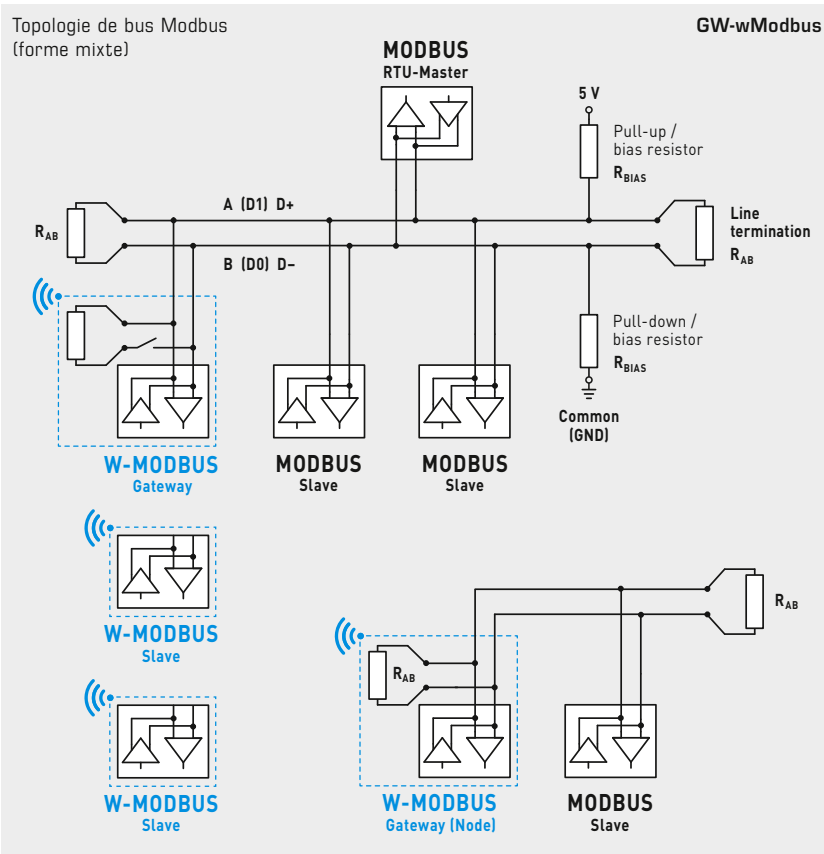 Topologie de bus Modbus
(forme mixte)
GW-wModbus
MODBUS
RTU-Master
5 V
Pull-up /
bias resistor
RBIAS
A (D1) D+
RAB
B (D0) D−
Line
termination
RAB
Pull-down /
bias resistor
RBIAS
Common
(GND)
W-MODBUS
Gateway
MODBUS
Slave
MODBUS
Slave
W-MODBUS
Slave
RAB
RAB
W-MODBUS
Slave
W-MODBUS
Gateway (Node)
MODBUS
Slave